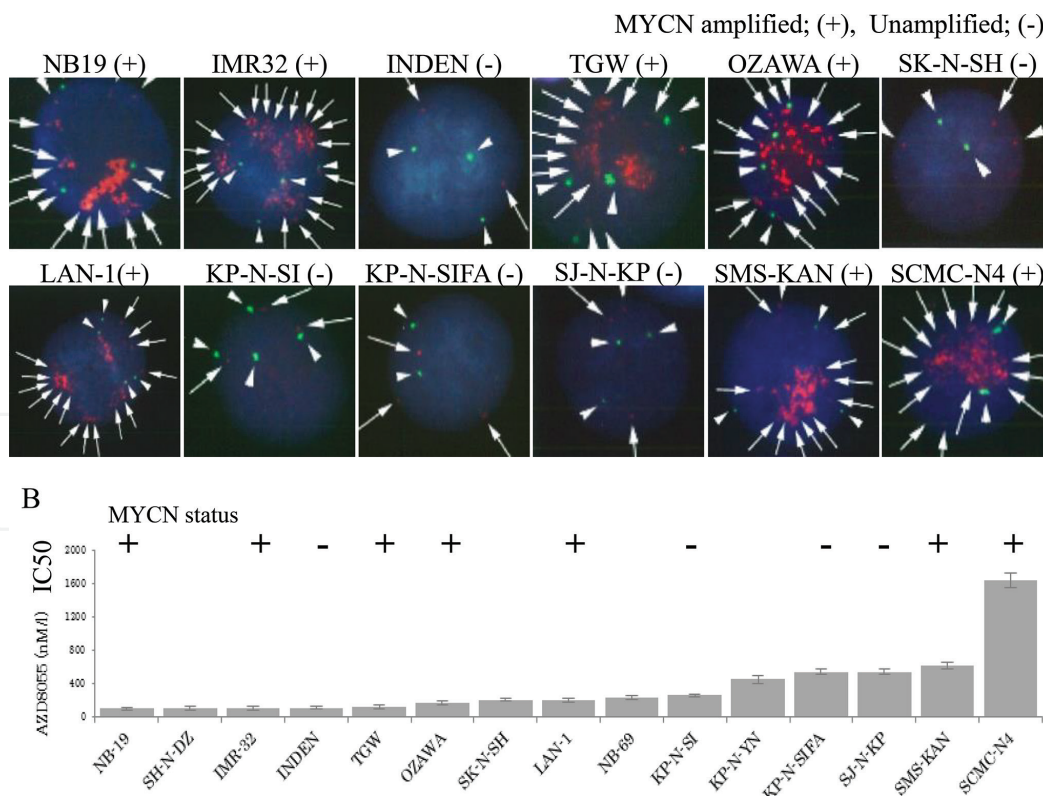 MYCN amplified; (+), Unamplified; (-)
NB19 (+) IMR32 (+) INDEN (-) TGW (+) OZAWA (+) SK-N-SH (-)
LAN-1(+) KP-N-SI (-) KP-N-SIFA (-) SJ-N-KP (-) SMS-KAN (+) SCMC-N4 (+)
B
MYCN status
+ + - + + + - - - + +
AZD8055 (nM/l) IC50
2000
1600
1200
800
400
0
NB-19 SH-N-DZ IMR-32 INDEN TGW OZAWA SK-N-SH LAN-1 NB-69 KP-N-SI KP-N-YN KP-N-SIFA SJ-N-KP SMS-KAN SCMC-N4